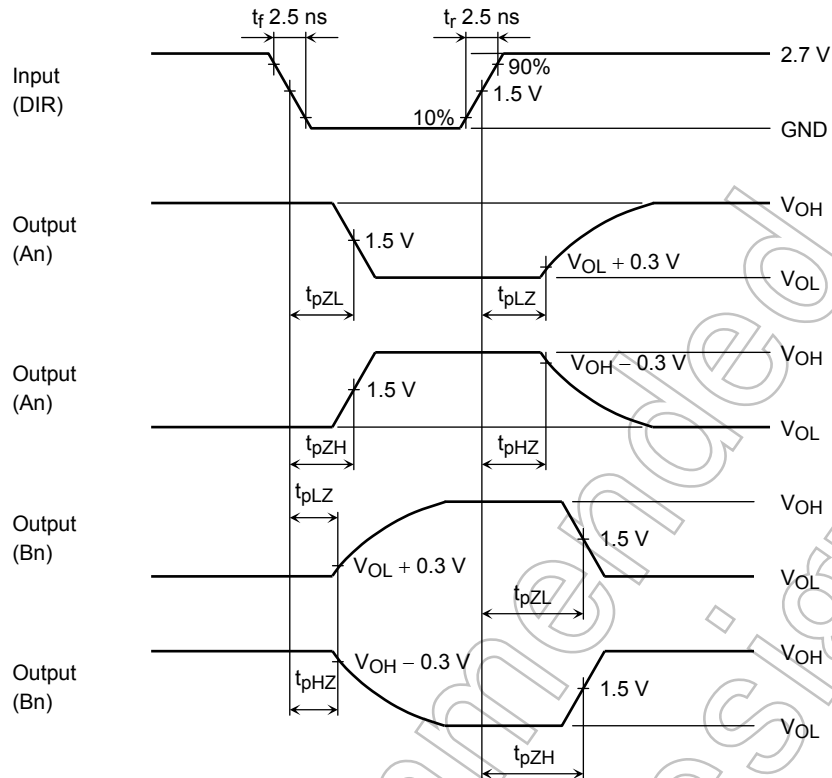 tf 2.5 ns
tr 2.5 ns
Input
(DIR)
2.7 V
90%
1.5 V
10%
GND
Output
(An)
VOH
1.5 V
VOL + 0.3 V
VOL
tpZL
tpLZ
Output
(An)
VOH
VOH − 0.3 V
1.5 V
VOL
tpZH
tpHZ
tpLZ
Output
(Bn)
VOH
1.5 V
VOL + 0.3 V
VOL
tpZL
Output
(Bn)
VOH
VOH − 0.3 V
tpHZ
1.5 V
VOL
tpZH